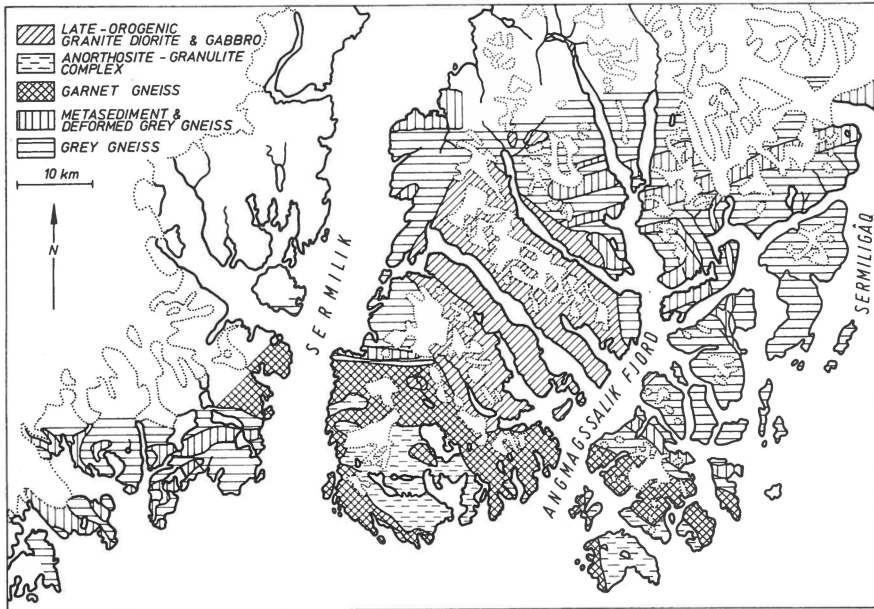 LATE-OROGENIC
GRANITE DIORITE & GABBRO
ANORTHOSITE-GRANULITE
COMPLEX
GARNET GNEISS
METASEDIMENT &
DEFORMED GREY GNEISS
GREY GNEISS
10 km
N
SERMILIK
ANGMAGSSALIK FJORD
SERMILIGÂQ